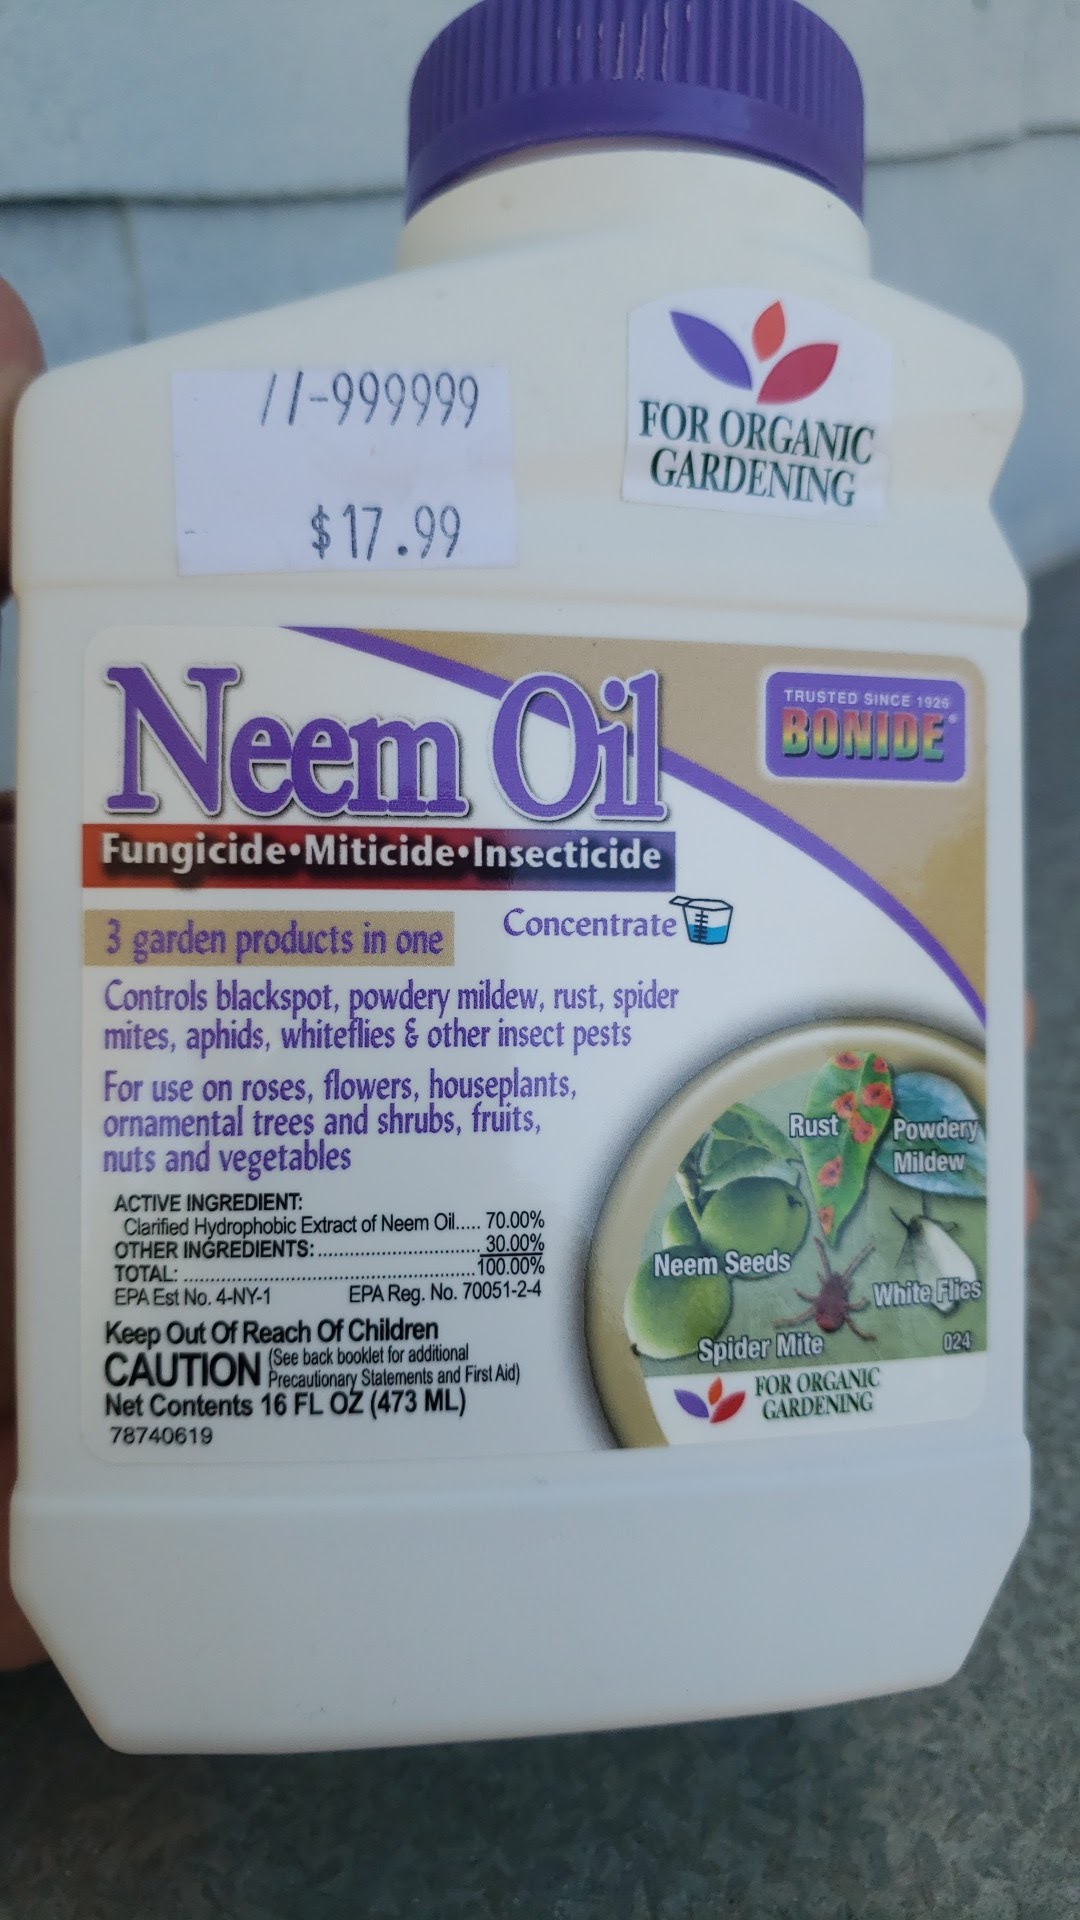 //-999999
$17.99
FOR ORGANIC
GARDENING
Neem Oil
TRUSTED SINCE 1926
BONIDE®
Fungicide•Miticide•Insecticide
3 garden products in one
Concentrate
Controls blackspot, powdery mildew, rust, spider
mites, aphids, whiteflies & other insect pests
For use on roses, flowers, houseplants,
ornamental trees and shrubs, fruits,
nuts and vegetables
ACTIVE INGREDIENT:
Clarified Hydrophobic Extract of Neem Oil..... 70.00%
OTHER INGREDIENTS:................................ 30.00%
TOTAL: ......................................................100.00%
EPA Est No. 4-NY-1 EPA Reg. No. 70051-2-4
Keep Out Of Reach Of Children
CAUTION (See back booklet for additional
Precautionary Statements and First Aid)
Net Contents 16 FL OZ (473 ML)
78740619
Rust
Powdery
Mildew
Neem Seeds
White Flies
Spider Mite
024
FOR ORGANIC
GARDENING